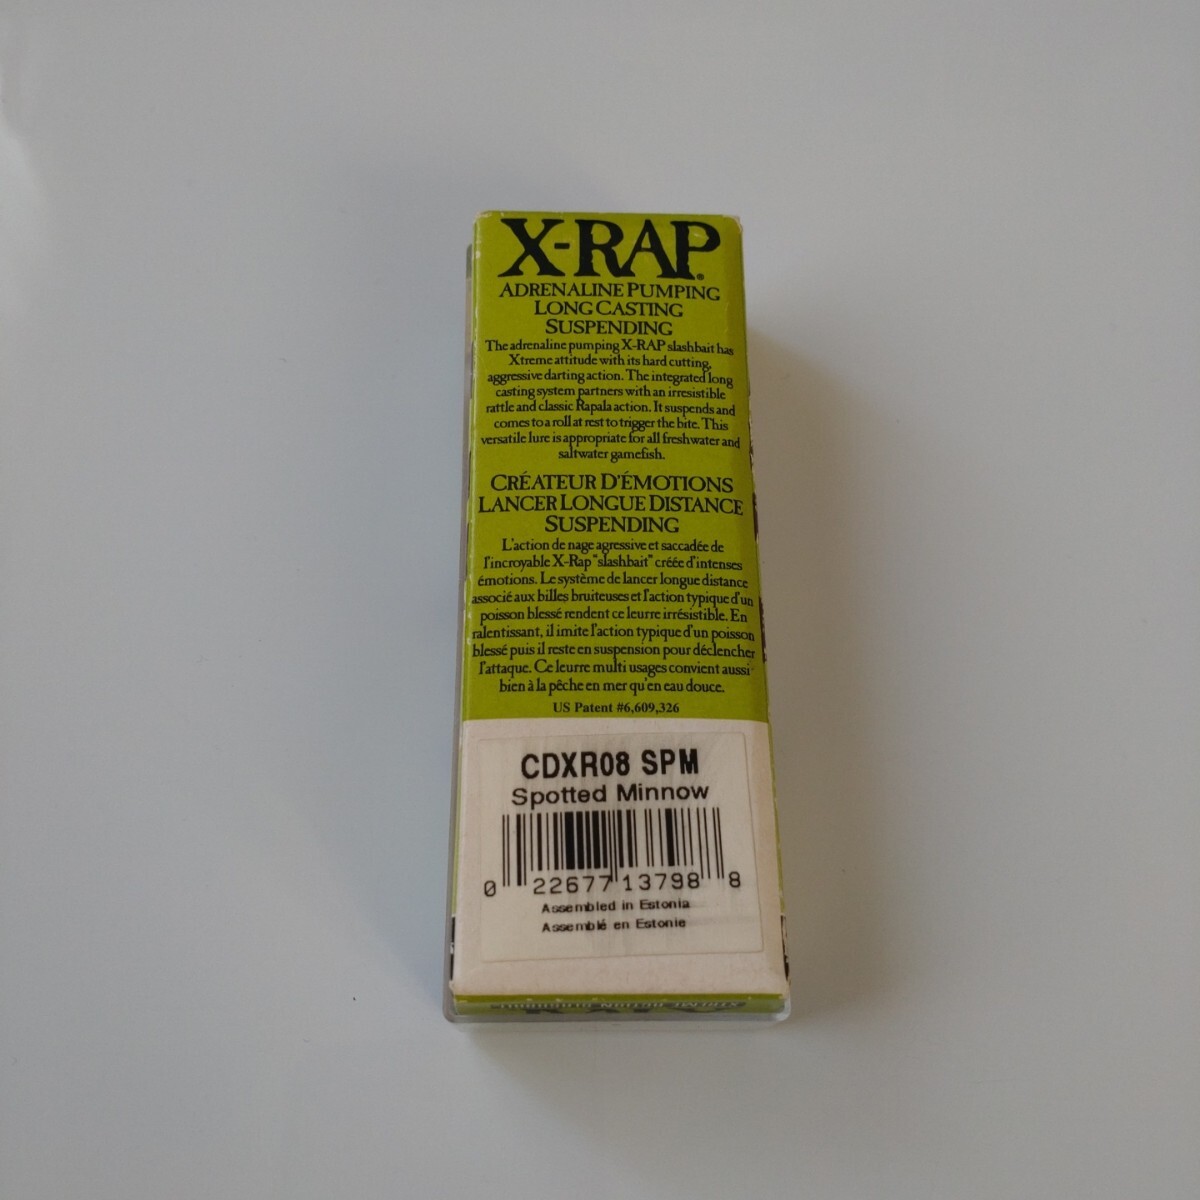 X-RAP®
ADRENALINE PUMPING
LONG CASTING
SUSPENDING
The adrenaline pumping X-RAP slashbait has
Xtreme attitude with its hard cutting,
aggressive darting action. The integrated long
casting system partners with an irresistible
rattle and classic Rapala action. It suspends and
comes to a roll at rest to trigger the bite. This
versatile lure is appropriate for all freshwater and
saltwater gamefish.
CRÉATEUR D'ÉMOTIONS
LANCER LONGUE DISTANCE
SUSPENDING
L'action de nage agressive et saccadée de
l'incroyable X-Rap "slashbait" créée d'intenses
émotions. Le système de lancer longue distance
associé aux billes bruiteuses et l'action typique d'un
poisson blessé rendent ce leurre irrésistible. En
ralentissant, il imite l'action typique d'un poisson
blessé puis il reste en suspension pour déclencher
l'attaque. Ce leurre multi usages convient aussi
bien à la pêche en mer qu'en eau douce.
US Patent #6,609,326
CDXR08 SPM
Spotted Minnow
0 22677 13798 8
Assembled in Estonia
Assemblé en Estonie